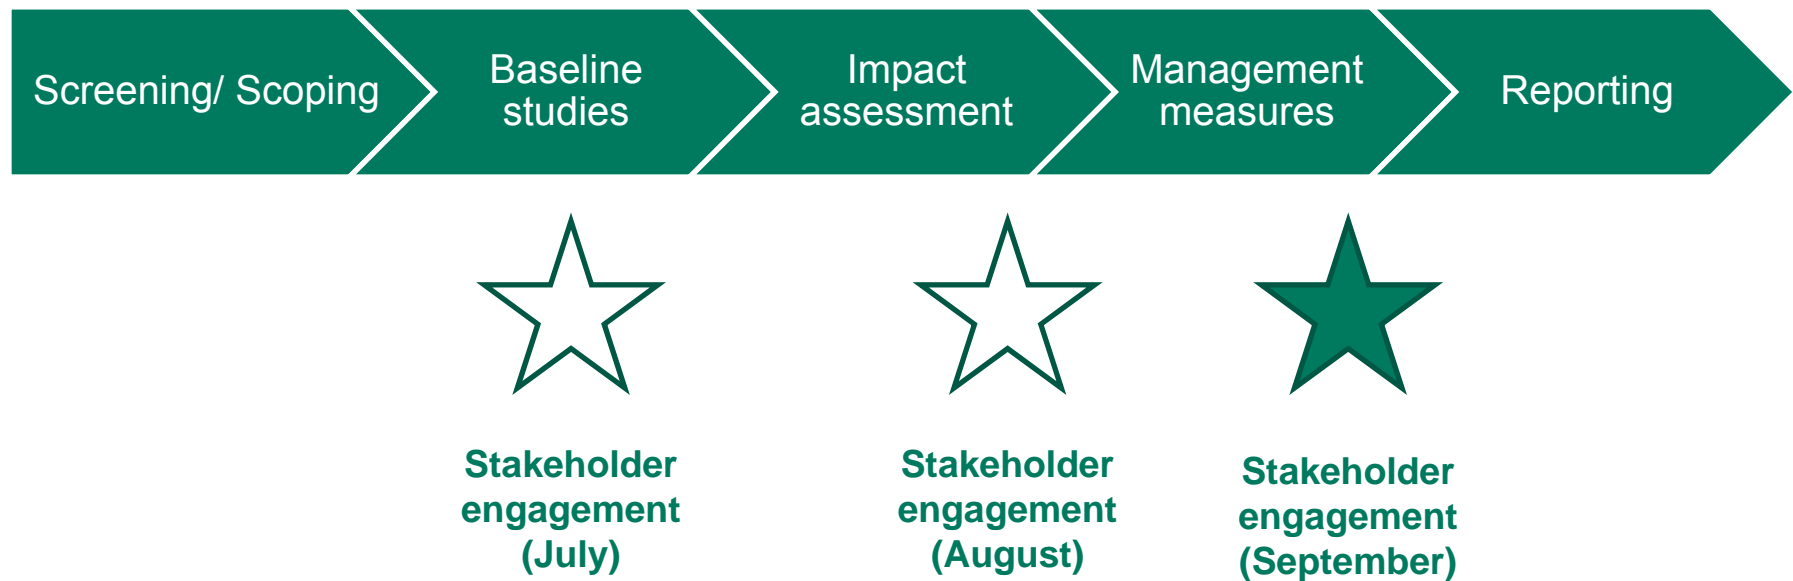 Screening/ Scoping
Baseline
studies
Impact
assessment
Management
measures
Reporting
Stakeholder
engagement
(July)
Stakeholder
engagement
(August)
Stakeholder
engagement
(September)